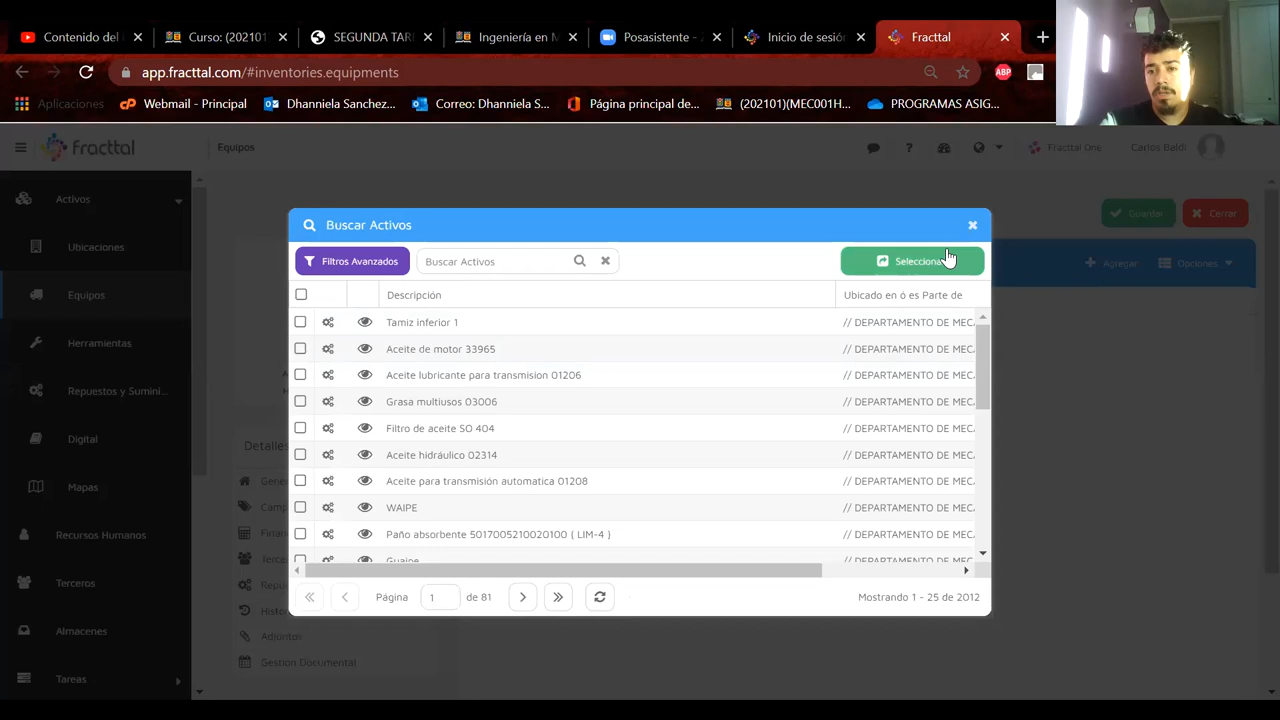 Contenido del
Curso: (202101
SEGUNDA TAR
Ingeniería en M
Posasistente -
Inicio de sesión
Fracttal
app.fracttal.com/#inventories.equipments
ABP
Aplicaciones
Webmail - Principal
Dhanniela Sanchez...
Correo: Dhanniela S...
Página principal de...
(202101)(MEC001H...
PROGRAMAS ASIG...
fracttal
Equipos
Fracttal One
Carlos Baldi
Activos
Ubicaciones
Equipos
Herramientas
Repuestos y Sumini...
Digital
Mapas
Recursos Humanos
Terceros
Almacenes
Tareas
Guardar
Cerrar
Agregar
Opciones
Detalles
Gene
Camp
Finan
Terce
Repu
Histo
Adjuntos
Gestion Documental
Buscar Activos
Filtros Avanzados
Buscar Activos
Selecciona
Descripción
Ubicado en ó es Parte de
Tamiz inferior 1
// DEPARTAMENTO DE MEC
Aceite de motor 33965
// DEPARTAMENTO DE MEC
Aceite lubricante para transmision 01206
// DEPARTAMENTO DE MEC
Grasa multiusos 03006
// DEPARTAMENTO DE MEC
Filtro de aceite SO 404
// DEPARTAMENTO DE MEC
Aceite hidráulico 02314
// DEPARTAMENTO DE MEC
Aceite para transmisión automatica 01208
// DEPARTAMENTO DE MEC
WAIPE
// DEPARTAMENTO DE MEC
Paño absorbente 5017005210020100 { LIM-4 }
// DEPARTAMENTO DE MEC
Guaipe
// DEPARTAMENTO DE MEC
Página 1 de 81
Mostrando 1 - 25 de 2012